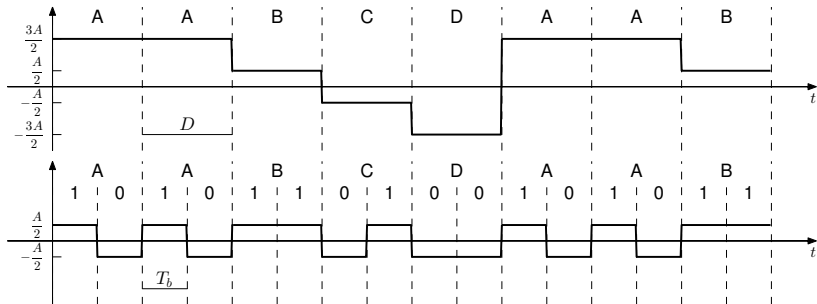 A A B C D A A B
3A/2
A/2
-A/2
-3A/2
t
D
A A B C D A A B
1 0 1 0 1 1 0 1 0 0 1 0 1 0 1 1
A/2
-A/2
t
T_b